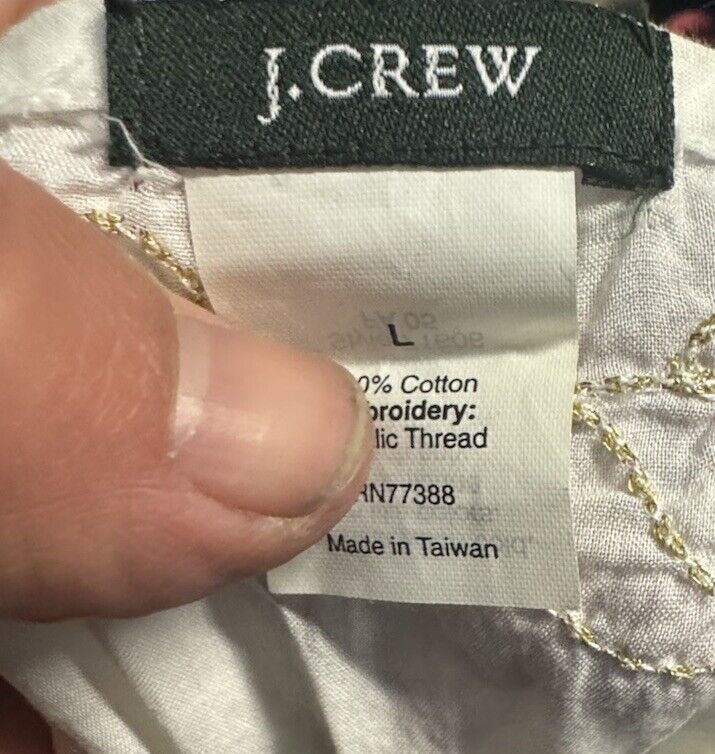 J.CREW
L
0% Cotton
broidery:
lic Thread
RN77388
Made in Taiwan